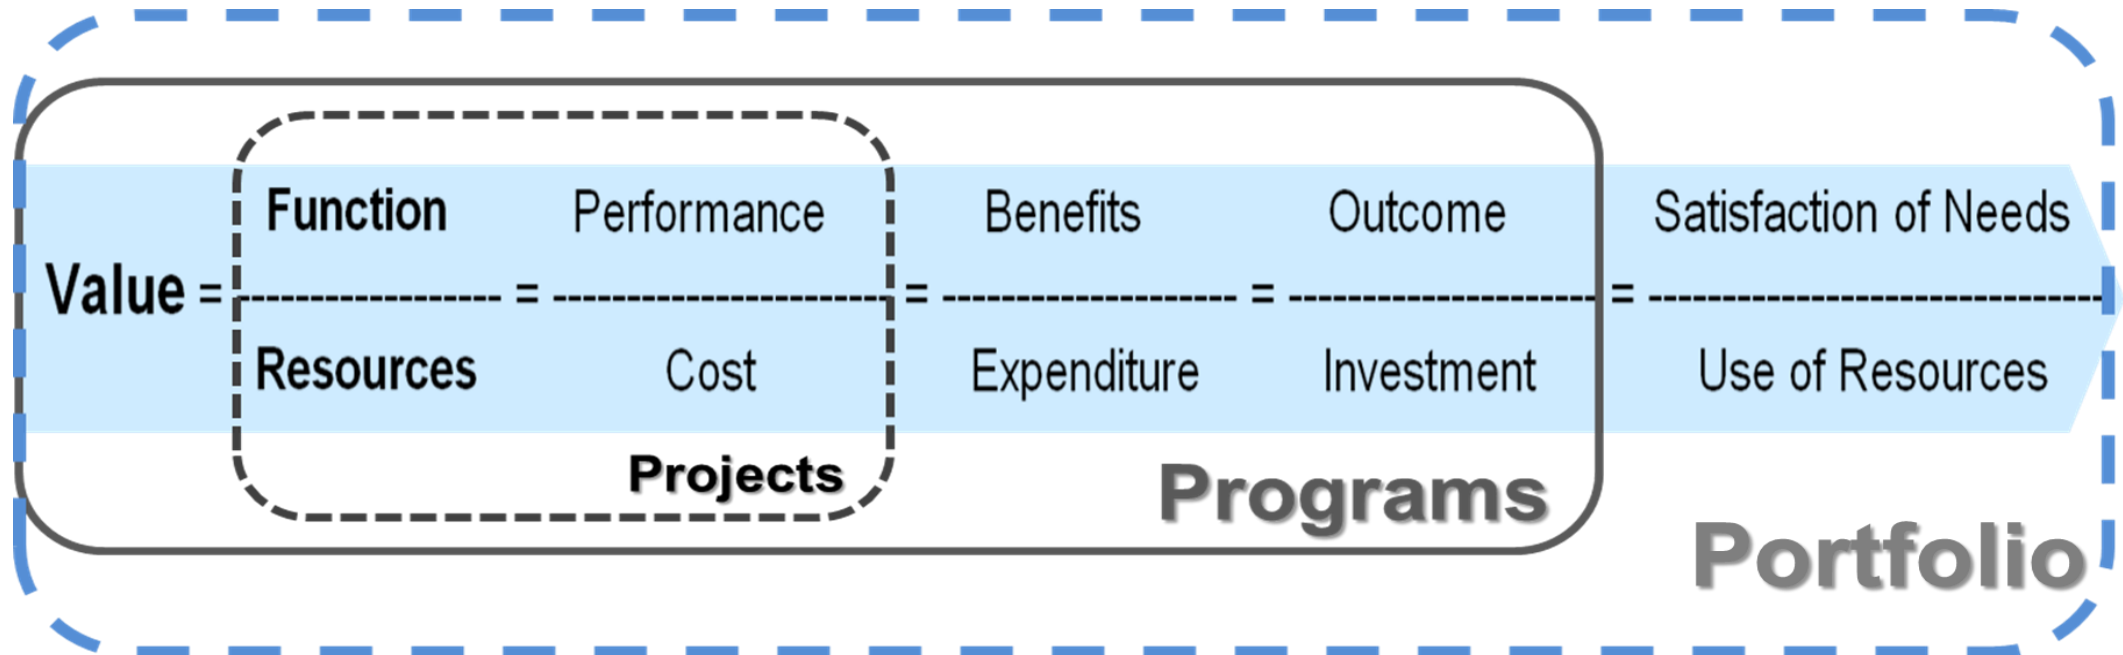 Function Performance Benefits Outcome Satisfaction of Needs
Value = ------------------ = ------------------ = ------------------ = ------------------ = ------------------
Resources Cost Expenditure Investment Use of Resources
Projects
Programs
Portfolio